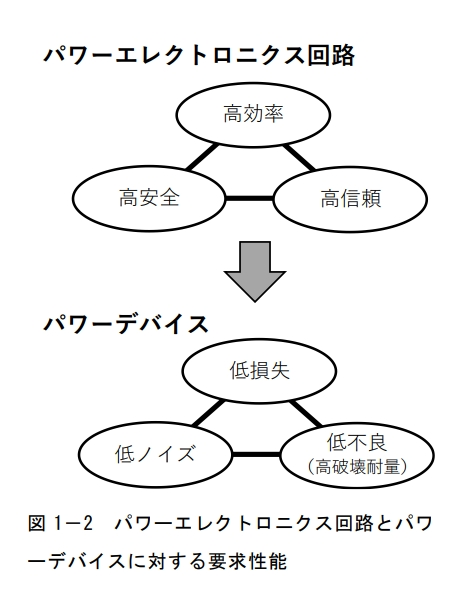 パワーエレクトロニクス回路
高効率
高安全
高信頼
パワーデバイス
低損失
低ノイズ
低不良
（高破壊耐量）
図 1－2　パワーエレクトロニクス回路とパワ
ーデバイスに対する要求性能